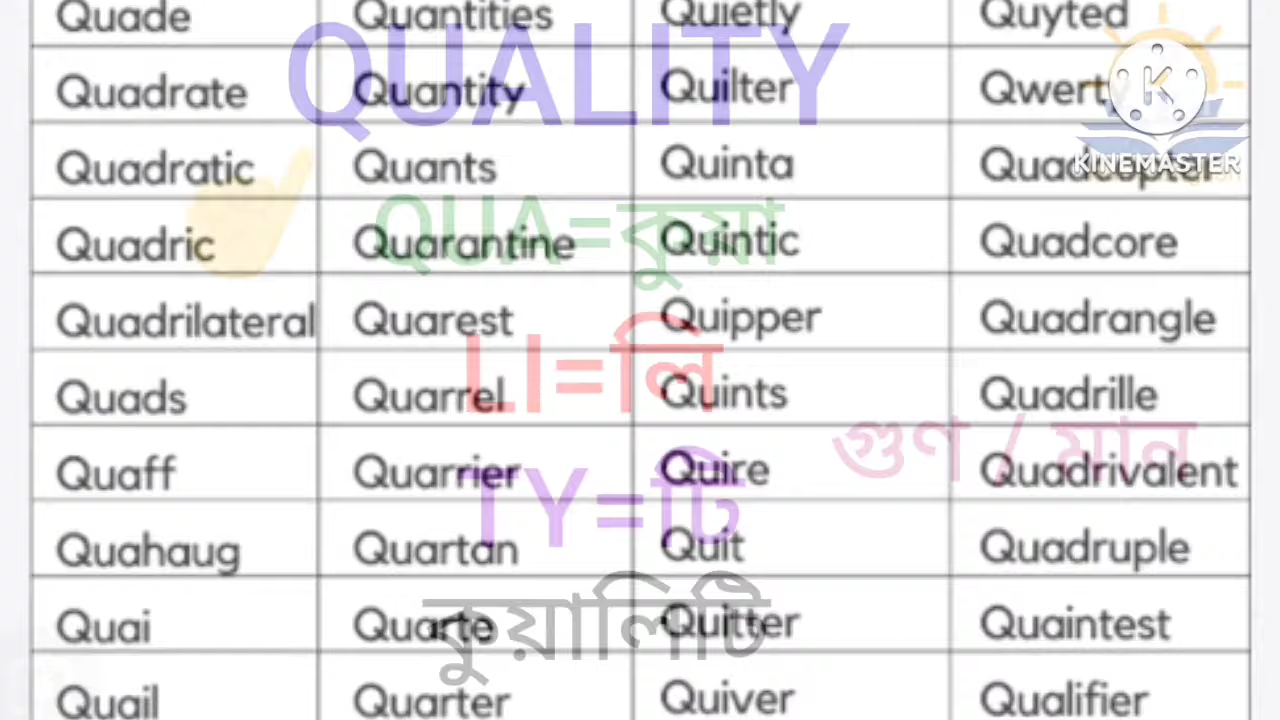 Quade Quantities Quietly Quyted
QUALITY
Quadrate Quantity Quilter Qwerty
Quadratic Quants Quinta Quadcopter
KINEMASTER
QUA=কুয়া
Quadric Quarantine Quintic Quadcore
Quadrilateral Quarest Quipper Quadrangle
LI=লি
Quads Quarrel Quints Quadrille
গুণ / মান
Quaff Quarrier Quire Quadrivalent
TY=টি
Quahaug Quartan Quit Quadruple
কুয়ালিটি
Quai Quarte Quitter Quaintest
Quail Quarter Quiver Qualifier